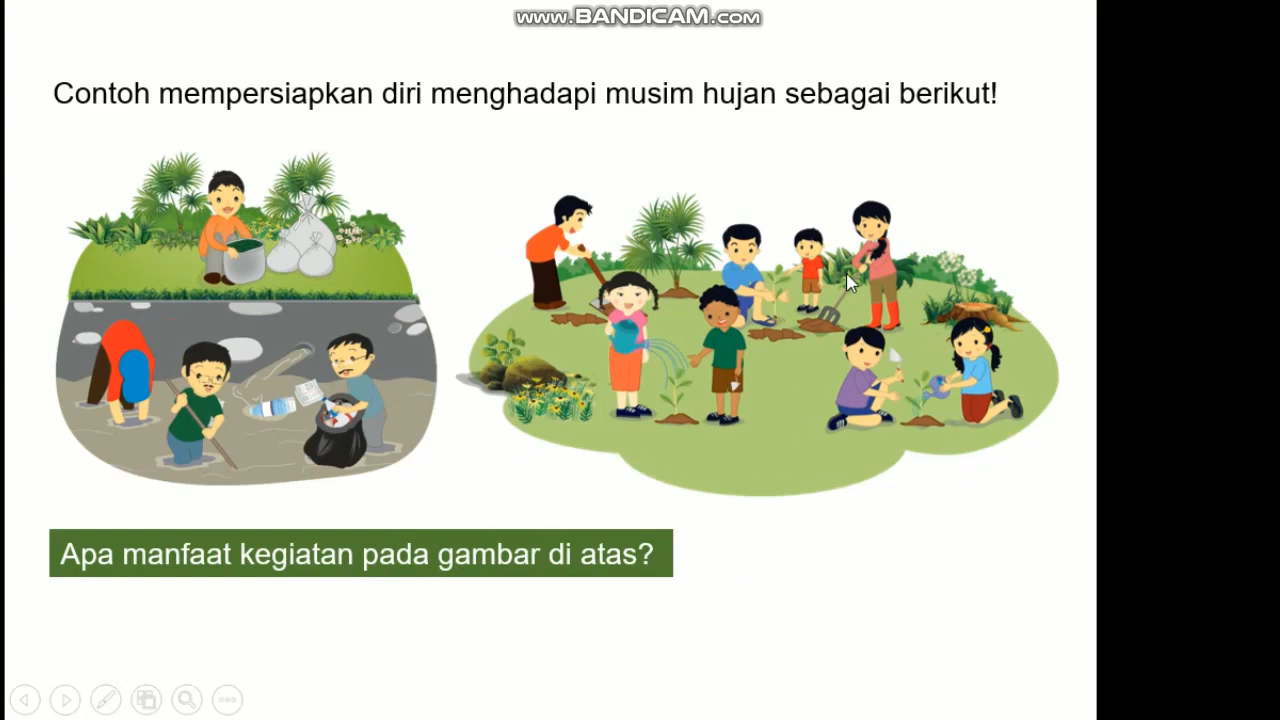 www.BANDICAM.com
Contoh mempersiapkan diri menghadapi musim hujan sebagai berikut!
Apa manfaat kegiatan pada gambar di atas?